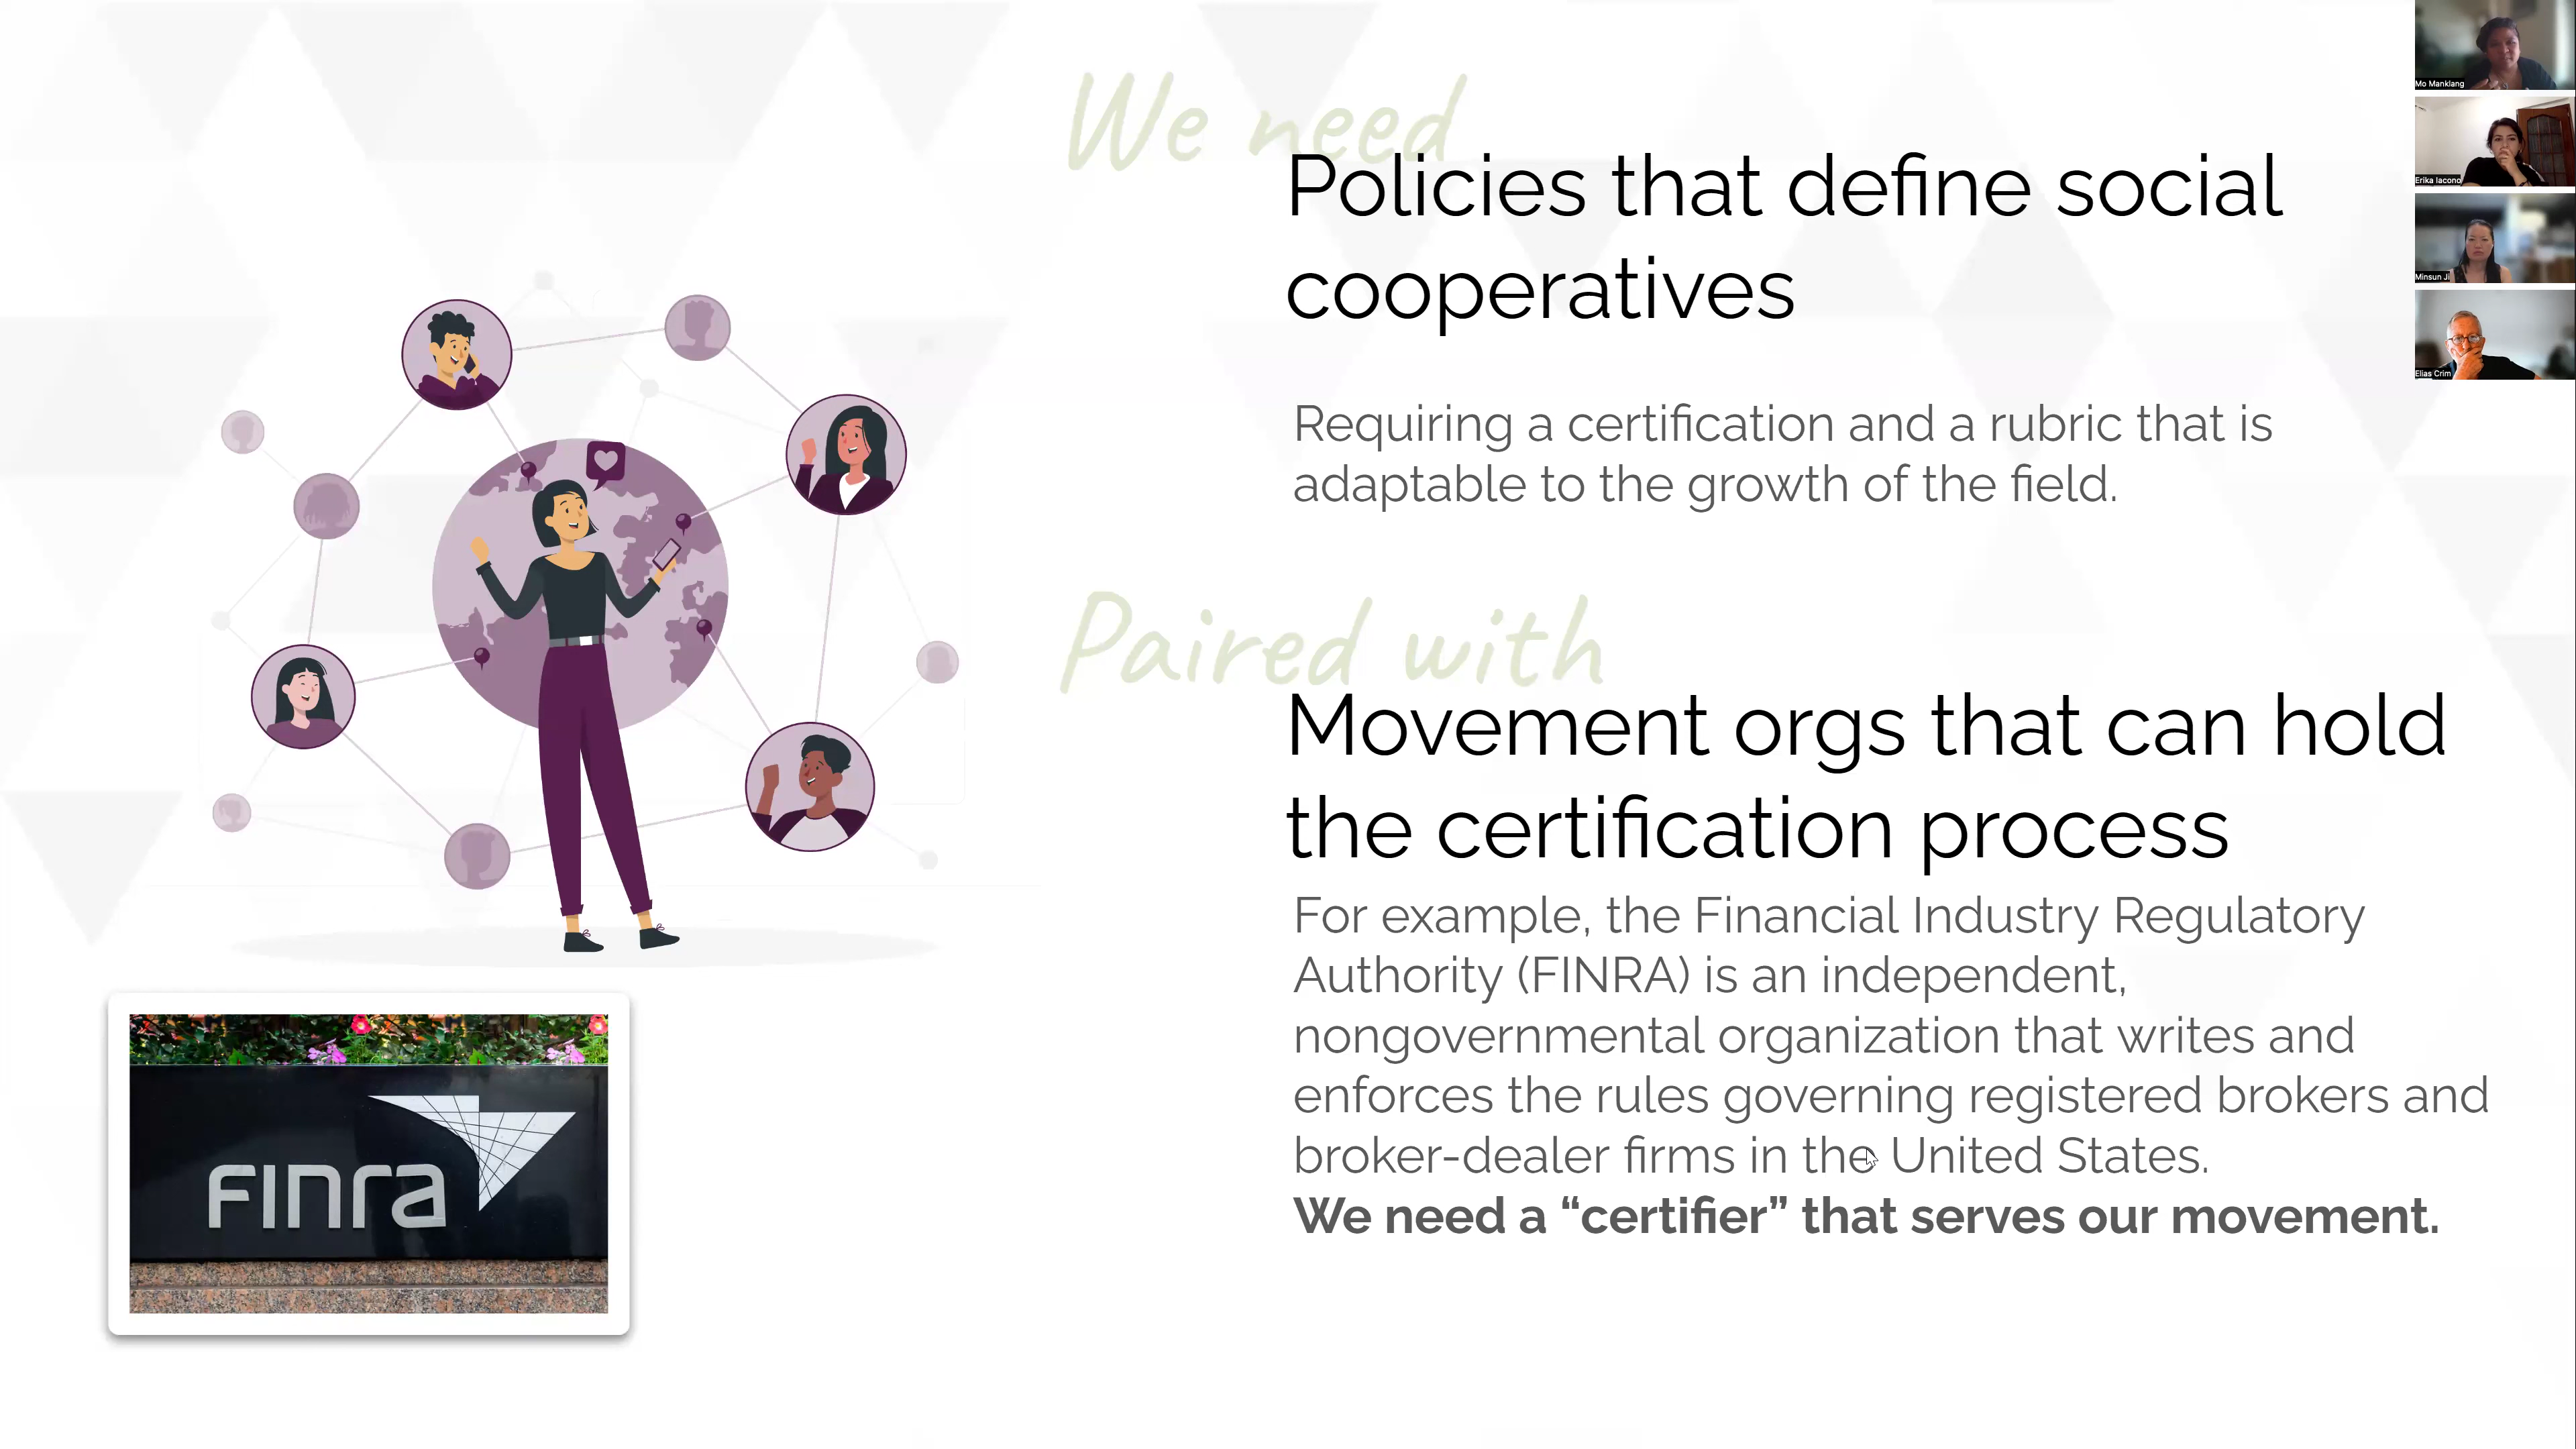 We need
Policies that define social
cooperatives
Requiring a certification and a rubric that is
adaptable to the growth of the field.
Paired with
Movement orgs that can hold
the certification process
For example, the Financial Industry Regulatory
Authority (FINRA) is an independent,
nongovernmental organization that writes and
enforces the rules governing registered brokers and
broker-dealer firms in the United States.
We need a “certifier” that serves our movement.
finra
Mo Manklang
Erika Iacono
Minsun Ji
Elias Crim